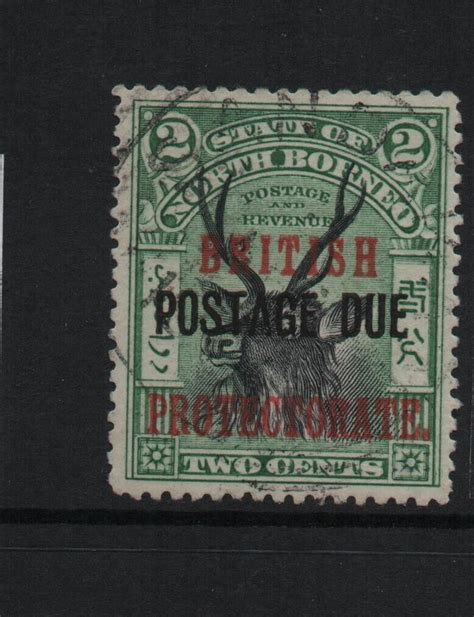 2 2
STATE OF
NORTH BORNEO
POSTAGE
AND
REVENUE
BRITISH
POSTAGE DUE
PROTECTORATE.
TWO CENTS